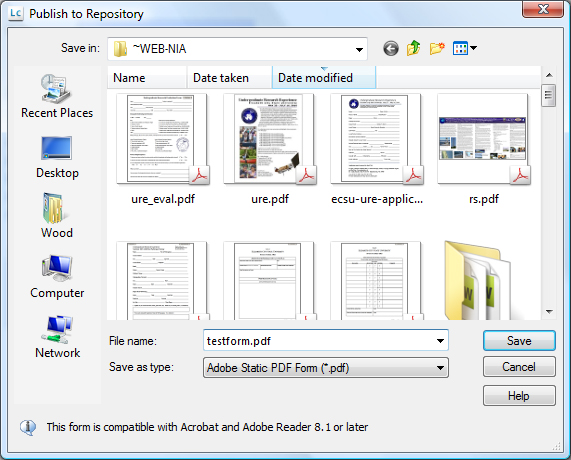 Lc Publish to Repository
Save in: ~WEB-NIA
Name Date taken Date modified
Recent Places
Desktop
Wood
Computer
Network
ure_eval.pdf ure.pdf ecsu-ure-applic... rs.pdf
File name: testform.pdf Save
Save as type: Adobe Static PDF Form (*.pdf) Cancel
Help
This form is compatible with Acrobat and Adobe Reader 8.1 or later